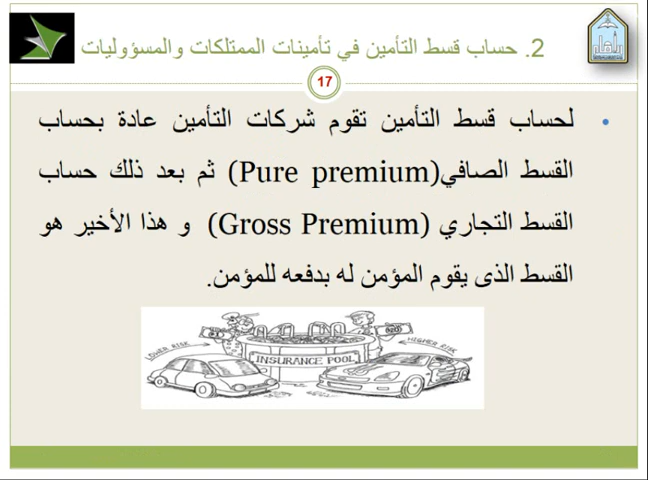 2. حساب قسط التأمين في تأمينات الممتلكات والمسؤوليات
17
• لحساب قسط التأمين تقوم شركات التأمين عادة بحساب
القسط الصافي(Pure premium) ثم بعد ذلك حساب
القسط التجاري (Gross Premium) و هذا الأخير هو
القسط الذى يقوم المؤمن له بدفعه للمؤمن.
LOWER RISK
HIGHER RISK
INSURANCE POOL